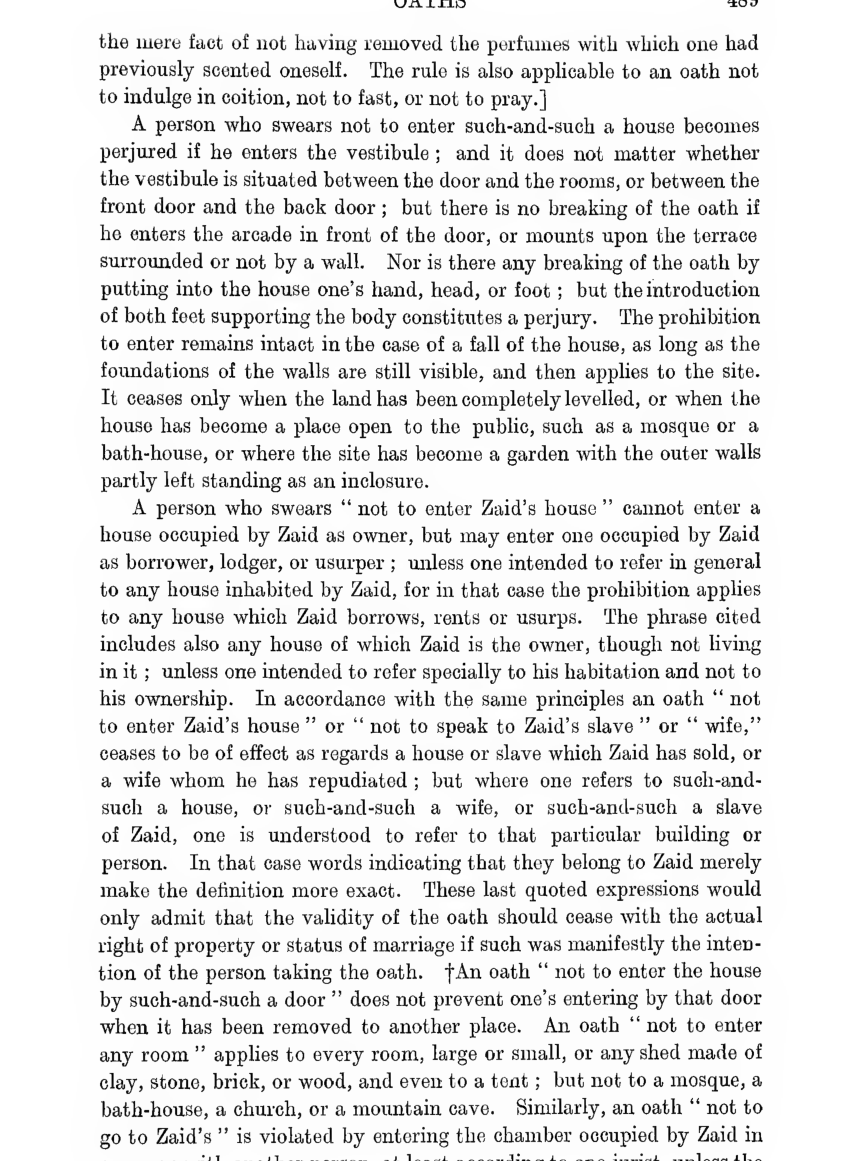 OATHS 489
the mere fact of not having removed the perfumes with which one had
previously scented oneself. The rule is also applicable to an oath not
to indulge in coition, not to fast, or not to pray.]
A person who swears not to enter such-and-such a house becomes
perjured if he enters the vestibule ; and it does not matter whether
the vestibule is situated between the door and the rooms, or between the
front door and the back door ; but there is no breaking of the oath if
he enters the arcade in front of the door, or mounts upon the terrace
surrounded or not by a wall. Nor is there any breaking of the oath by
putting into the house one's hand, head, or foot ; but the introduction
of both feet supporting the body constitutes a perjury. The prohibition
to enter remains intact in the case of a fall of the house, as long as the
foundations of the walls are still visible, and then applies to the site.
It ceases only when the land has been completely levelled, or when the
house has become a place open to the public, such as a mosque or a
bath-house, or where the site has become a garden with the outer walls
partly left standing as an inclosure.
A person who swears “ not to enter Zaid's house ” cannot enter a
house occupied by Zaid as owner, but may enter one occupied by Zaid
as borrower, lodger, or usurper ; unless one intended to refer in general
to any house inhabited by Zaid, for in that case the prohibition applies
to any house which Zaid borrows, rents or usurps. The phrase cited
includes also any house of which Zaid is the owner, though not living
in it ; unless one intended to refer specially to his habitation and not to
his ownership. In accordance with the same principles an oath “ not
to enter Zaid's house ” or “ not to speak to Zaid's slave ” or “ wife,”
ceases to be of effect as regards a house or slave which Zaid has sold, or
a wife whom he has repudiated ; but where one refers to such-and-
such a house, or such-and-such a wife, or such-and-such a slave
of Zaid, one is understood to refer to that particular building or
person. In that case words indicating that they belong to Zaid merely
make the definition more exact. These last quoted expressions would
only admit that the validity of the oath should cease with the actual
right of property or status of marriage if such was manifestly the inten-
tion of the person taking the oath. †An oath “ not to enter the house
by such-and-such a door ” does not prevent one's entering by that door
when it has been removed to another place. An oath “ not to enter
any room ” applies to every room, large or small, or any shed made of
clay, stone, brick, or wood, and even to a tent ; but not to a mosque, a
bath-house, a church, or a mountain cave. Similarly, an oath “ not to
go to Zaid's ” is violated by entering the chamber occupied by Zaid in